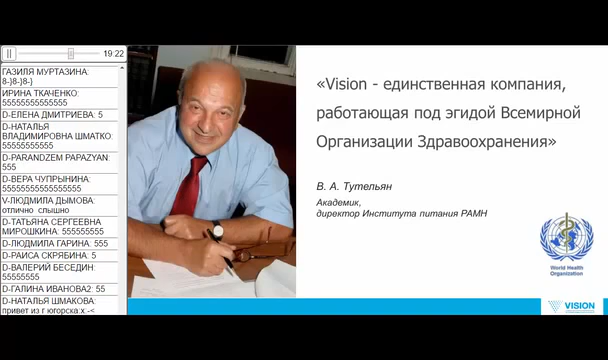 19:22
ГАЗИЛЯ МУРТАЗИНА:
8-)8-)8-)
ИРИНА ТКАЧЕНКО:
55555555555555
D-ЕЛЕНА ДМИТРИЕВА: 5
D-НАТАЛЬЯ
ВЛАДИМИРОВНА ШМАТКО:
55555555555
D-PARANDZEM PAPAZYAN:
555
D-ВЕРА ЧУПРЫНИНА:
55555555555555555
V-ЛЮДМИЛА ДЫМОВА:
отлично слышно
D-ТАТЬЯНА СЕРГЕЕВНА
МИРОШКИНА: 555555555
D-ЛЮДМИЛА ГАРИНА: 555
D-РАИСА СКРЯБИНА: 5
D-ВАЛЕРИЙ БЕСЕДИН:
55555555
D-ГАЛИНА ИВАНОВА2: 55
D-НАТАЛЬЯ ШМАКОВА:
привет из г югорска x -<
«Vision - единственная компания,
работающая под эгидой Всемирной
Организации Здравоохранения»
В. А. Тутельян
Академик,
директор Института питания РАМН
World Health
Organization
VISION